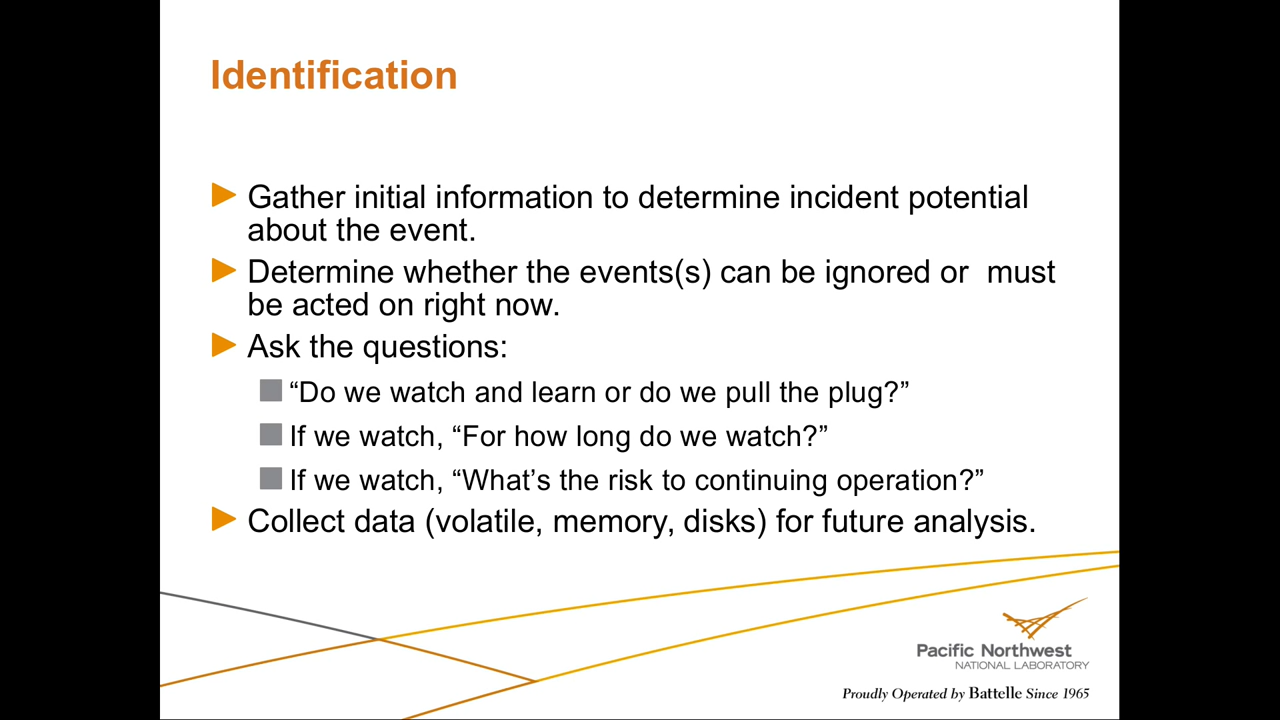 Identification
Gather initial information to determine incident potential
about the event.
Determine whether the events(s) can be ignored or  must
be acted on right now.
Ask the questions:
“Do we watch and learn or do we pull the plug?”
If we watch, “For how long do we watch?”
If we watch, “What’s the risk to continuing operation?”
Collect data (volatile, memory, disks) for future analysis.
Pacific Northwest
NATIONAL LABORATORY
Proudly Operated by Battelle Since 1965